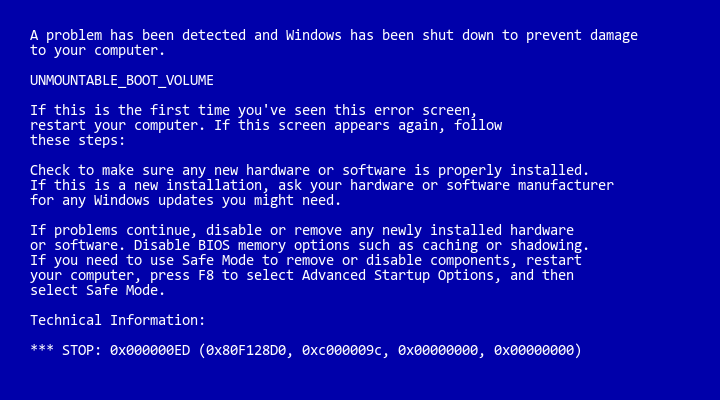 A problem has been detected and Windows has been shut down to prevent damage
to your computer.
UNMOUNTABLE_BOOT_VOLUME
If this is the first time you've seen this error screen,
restart your computer. If this screen appears again, follow
these steps:
Check to make sure any new hardware or software is properly installed.
If this is a new installation, ask your hardware or software manufacturer
for any Windows updates you might need.
If problems continue, disable or remove any newly installed hardware
or software. Disable BIOS memory options such as caching or shadowing.
If you need to use Safe Mode to remove or disable components, restart
your computer, press F8 to select Advanced Startup Options, and then
select Safe Mode.
Technical Information:
*** STOP: 0x000000ED (0x80F128D0, 0xc000009c, 0x00000000, 0x00000000)